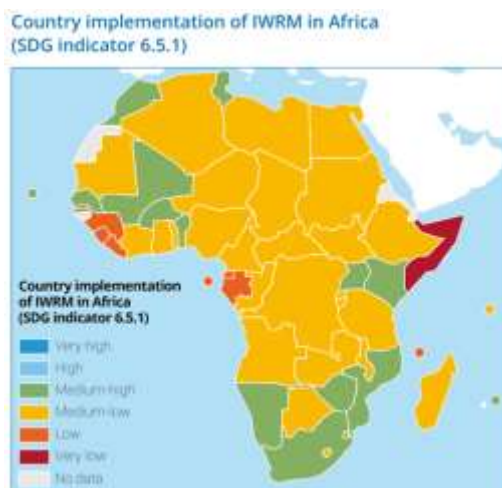 Country implementation of IWRM in Africa
(SDG indicator 6.5.1)
Country implementation
of IWRM in Africa
(SDG indicator 6.5.1)
Very high
High
Medium-high
Medium-low
Low
Very low
No data